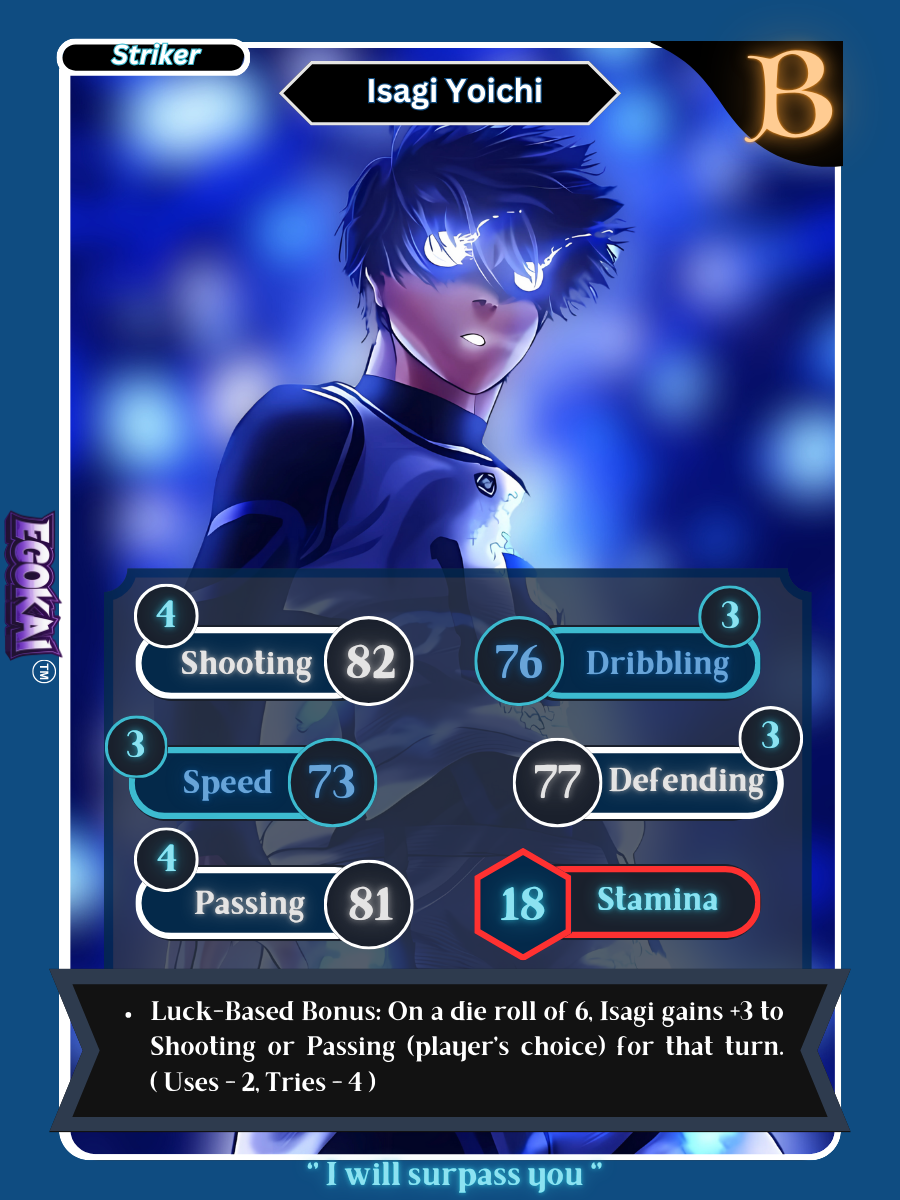 Striker
Isagi Yoichi
B
EGOKAI
TM
4
Shooting 82
3
76 Dribbling
3
Speed 73
3
77 Defending
4
Passing 81
18 Stamina
• Luck-Based Bonus: On a die roll of 6, Isagi gains +3 to
Shooting or Passing (player's choice) for that turn.
( Uses - 2, Tries - 4 )
" I will surpass you "